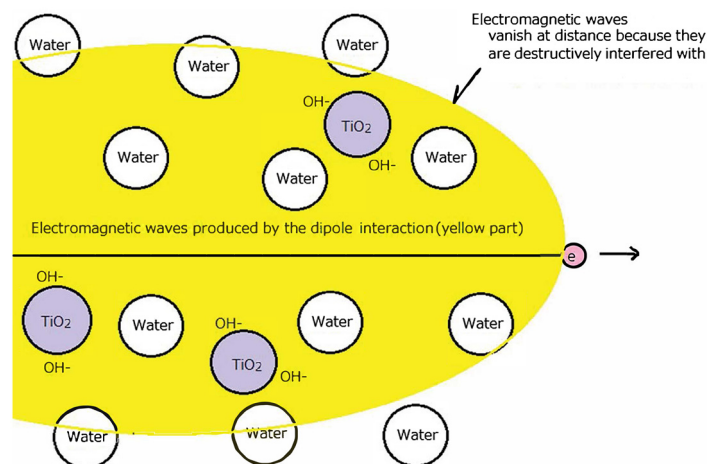 Electromagnetic waves
vanish at distance because they
are destructively interfered with
Water
Water
Water
OH-
TiO2
OH-
Water
Water
Water
Electromagnetic waves produced by the dipole interaction(yellow part)
e
OH-
TiO2
OH-
Water
OH-
TiO2
OH-
Water
Water
Water
Water
Water